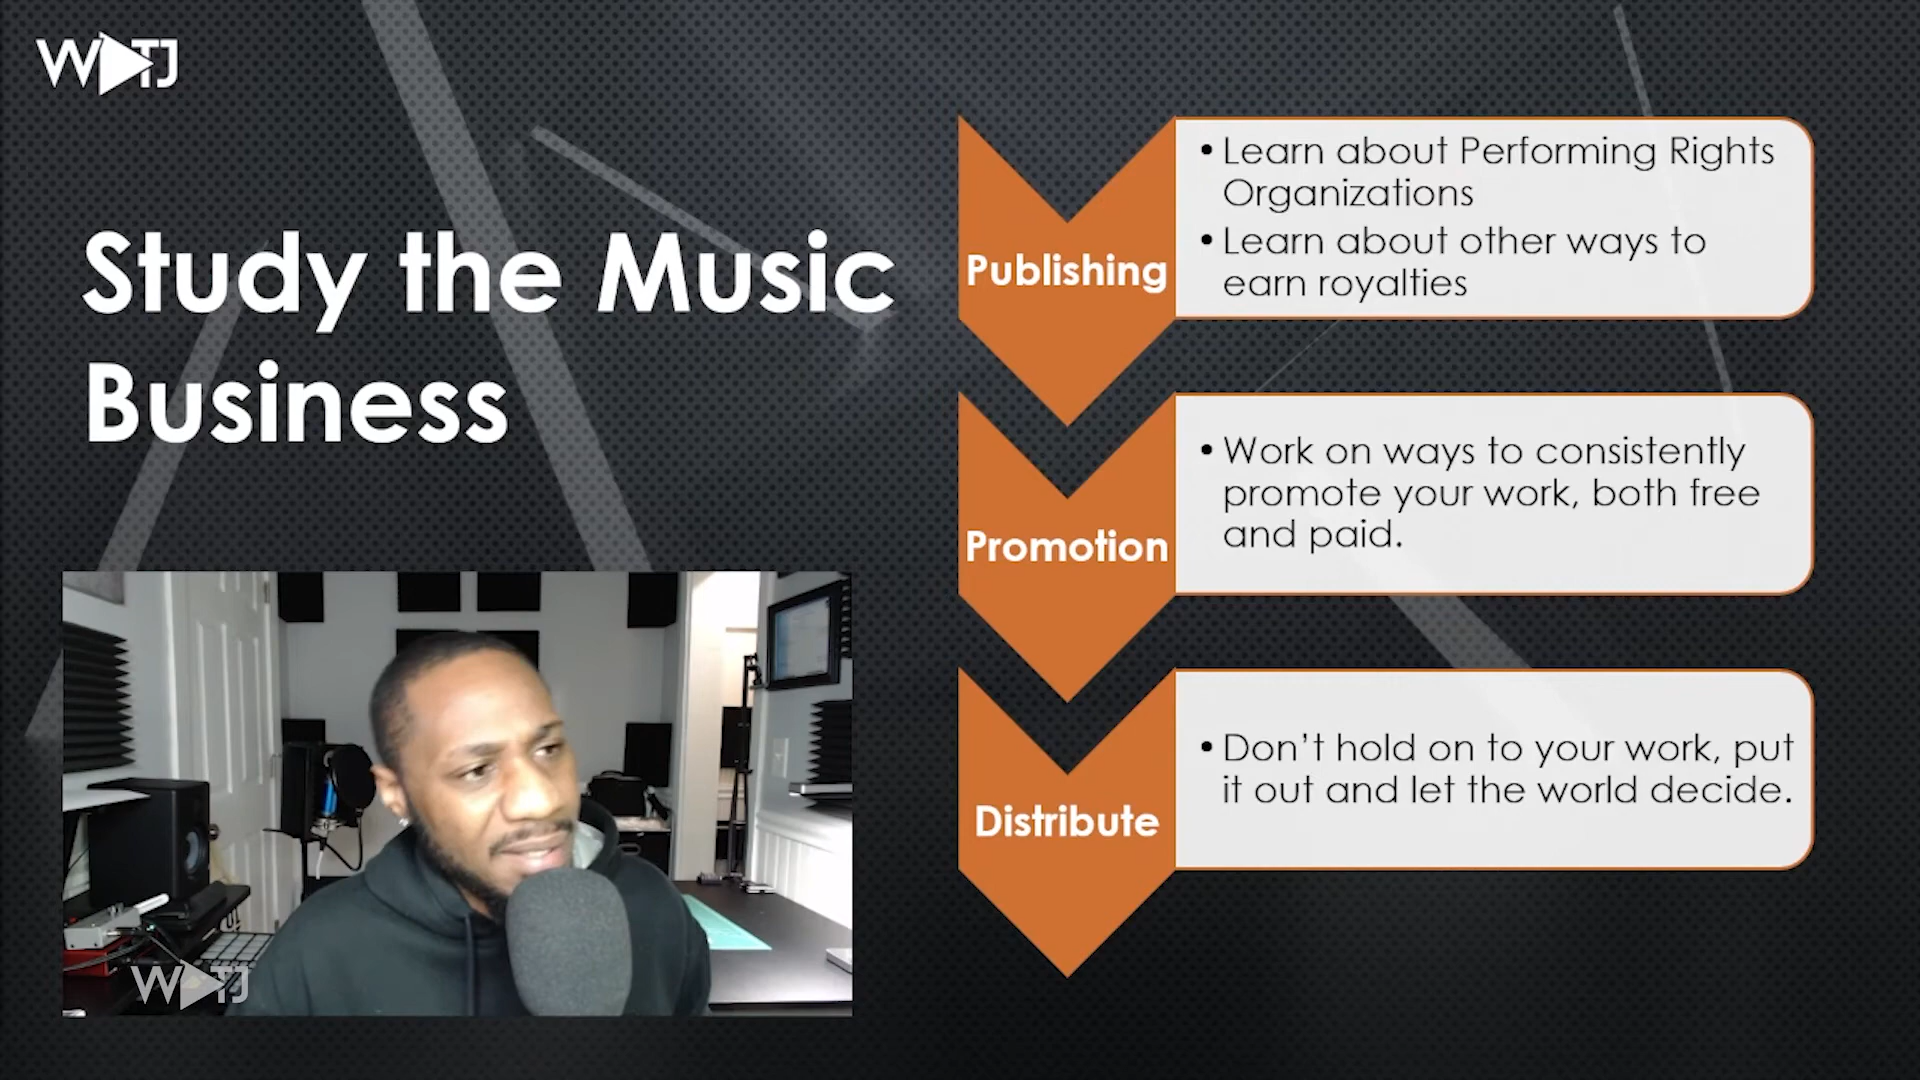 WATJ
Study the Music
Business
Publishing
• Learn about Performing Rights
Organizations
• Learn about other ways to
earn royalties
Promotion
• Work on ways to consistently
promote your work, both free
and paid.
Distribute
• Don’t hold on to your work, put
it out and let the world decide.
WATJ